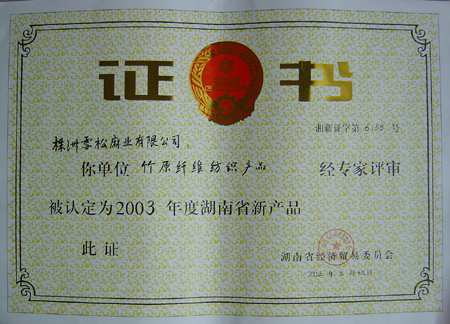 证书
湘新证字第 号
株洲雪松麻业有限公司：
你单位 竹原纤维纺织产品 经专家评审
被认定为2003年度湖南省新产品
此证
湖南省经济贸易委员会